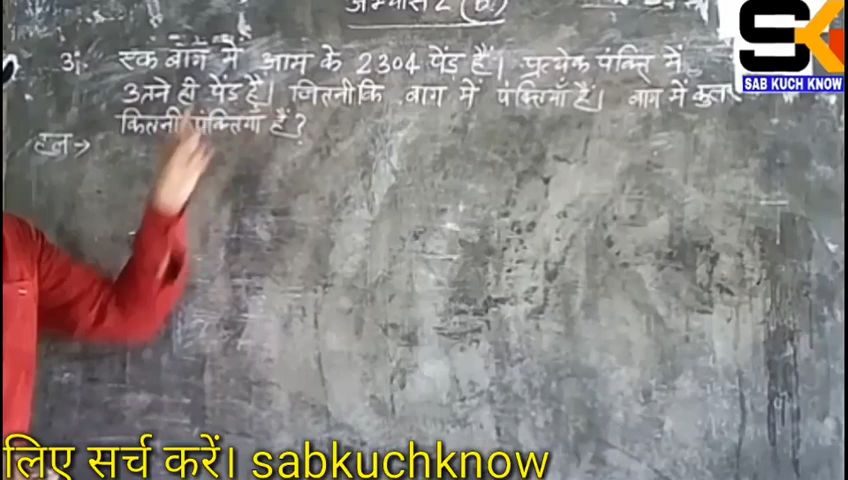 अभ्यास 2 (b)
3. एक बाग में आम के 2304 पेंड हैं। प्रत्येक पंक्ति में
उतने ही पेंड हैं। जितनी कि बाग में पंक्तियाँ हैं। बाग में कुल
कितनी पंक्तियाँ हैं?
हल →
SK
SAB KUCH KNOW
लिए सर्च करें। sabkuchknow